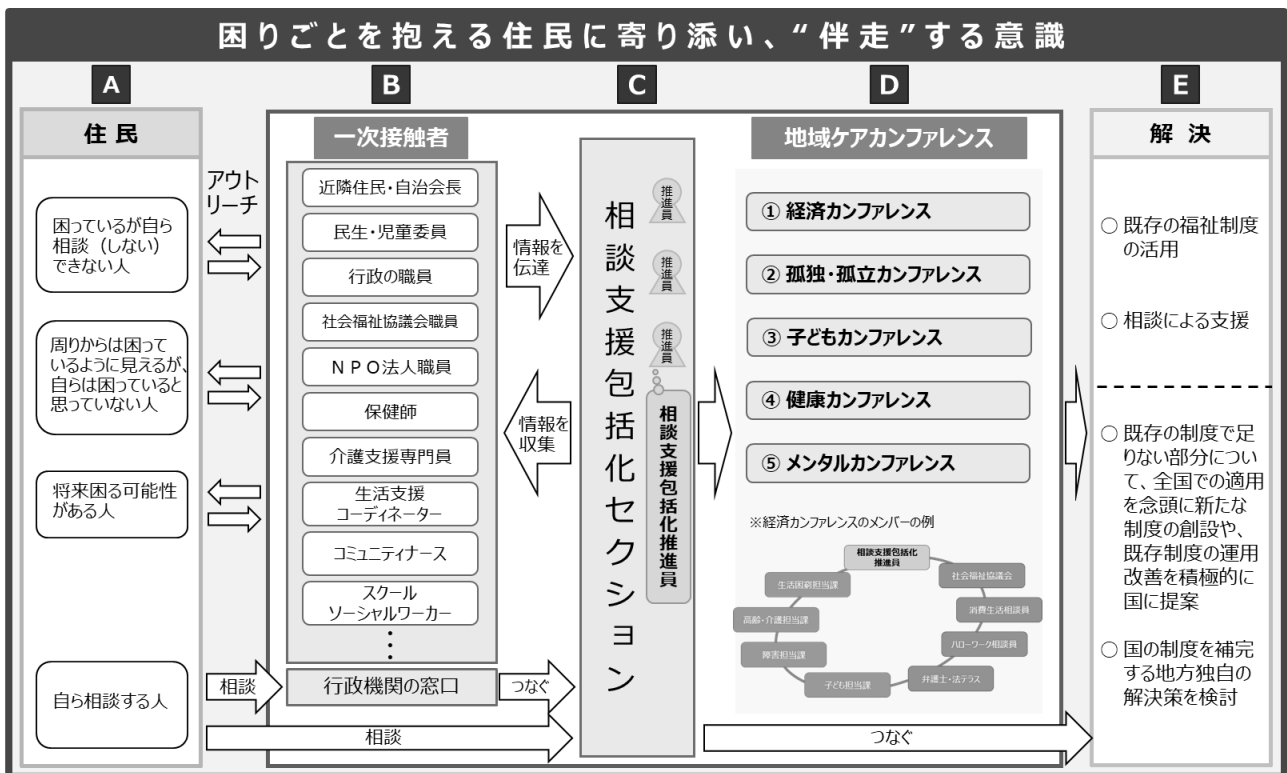 困りごとを抱える住民に寄り添い、“伴走”する意識
A
住民
困っているが自ら
相談（しない）
できない人
周りからは困って
いるように見えるが、
自らは困っていると
思っていない人
将来困る可能性
がある人
自ら相談する人
アウト
リーチ
相談
相談
B
一次接触者
近隣住民・自治会長
民生・児童委員
行政の職員
社会福祉協議会職員
ＮＰＯ法人職員
保健師
介護支援専門員
生活支援
コーディネーター
コミュニティナース
スクール
ソーシャルワーカー
⋮
行政機関の窓口
情報を
伝達
情報を
収集
つなぐ
C
相談支援包括化セクション
推進員
推進員
推進員
相談支援包括化推進員
D
地域ケアカンファレンス
① 経済カンファレンス
② 孤独・孤立カンファレンス
③ 子どもカンファレンス
④ 健康カンファレンス
⑤ メンタルカンファレンス
※経済カンファレンスのメンバーの例
相談支援包括化
推進員
社会福祉協議会
消費生活相談員
ハローワーク相談員
弁護士・法テラス
子ども担当課
障害担当課
高齢・介護担当課
生活困窮担当課
つなぐ
E
解決
○ 既存の福祉制度
の活用
○ 相談による支援
○ 既存の制度で足
りない部分につい
て、全国での適用
を念頭に新たな
制度の創設や、
既存制度の運用
改善を積極的に
国に提案
○ 国の制度を補完
する地方独自の
解決策を検討